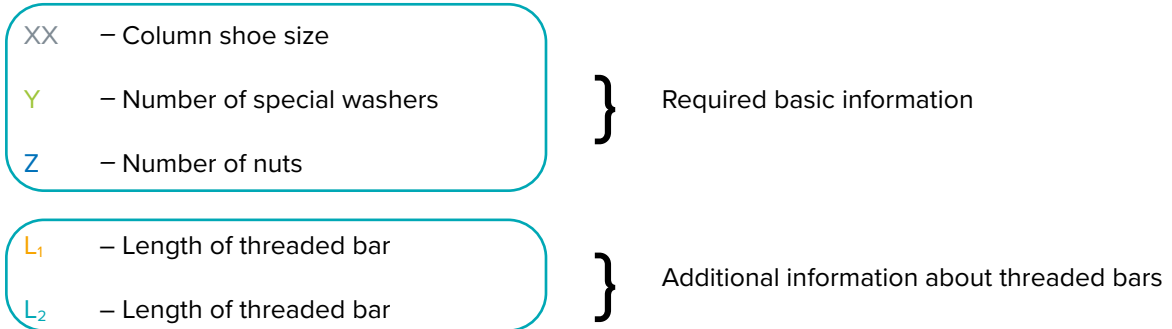 XX – Column shoe size
Y – Number of special washers
} Required basic information
Z – Number of nuts
L₁ – Length of threaded bar
} Additional information about threaded bars
L₂ – Length of threaded bar